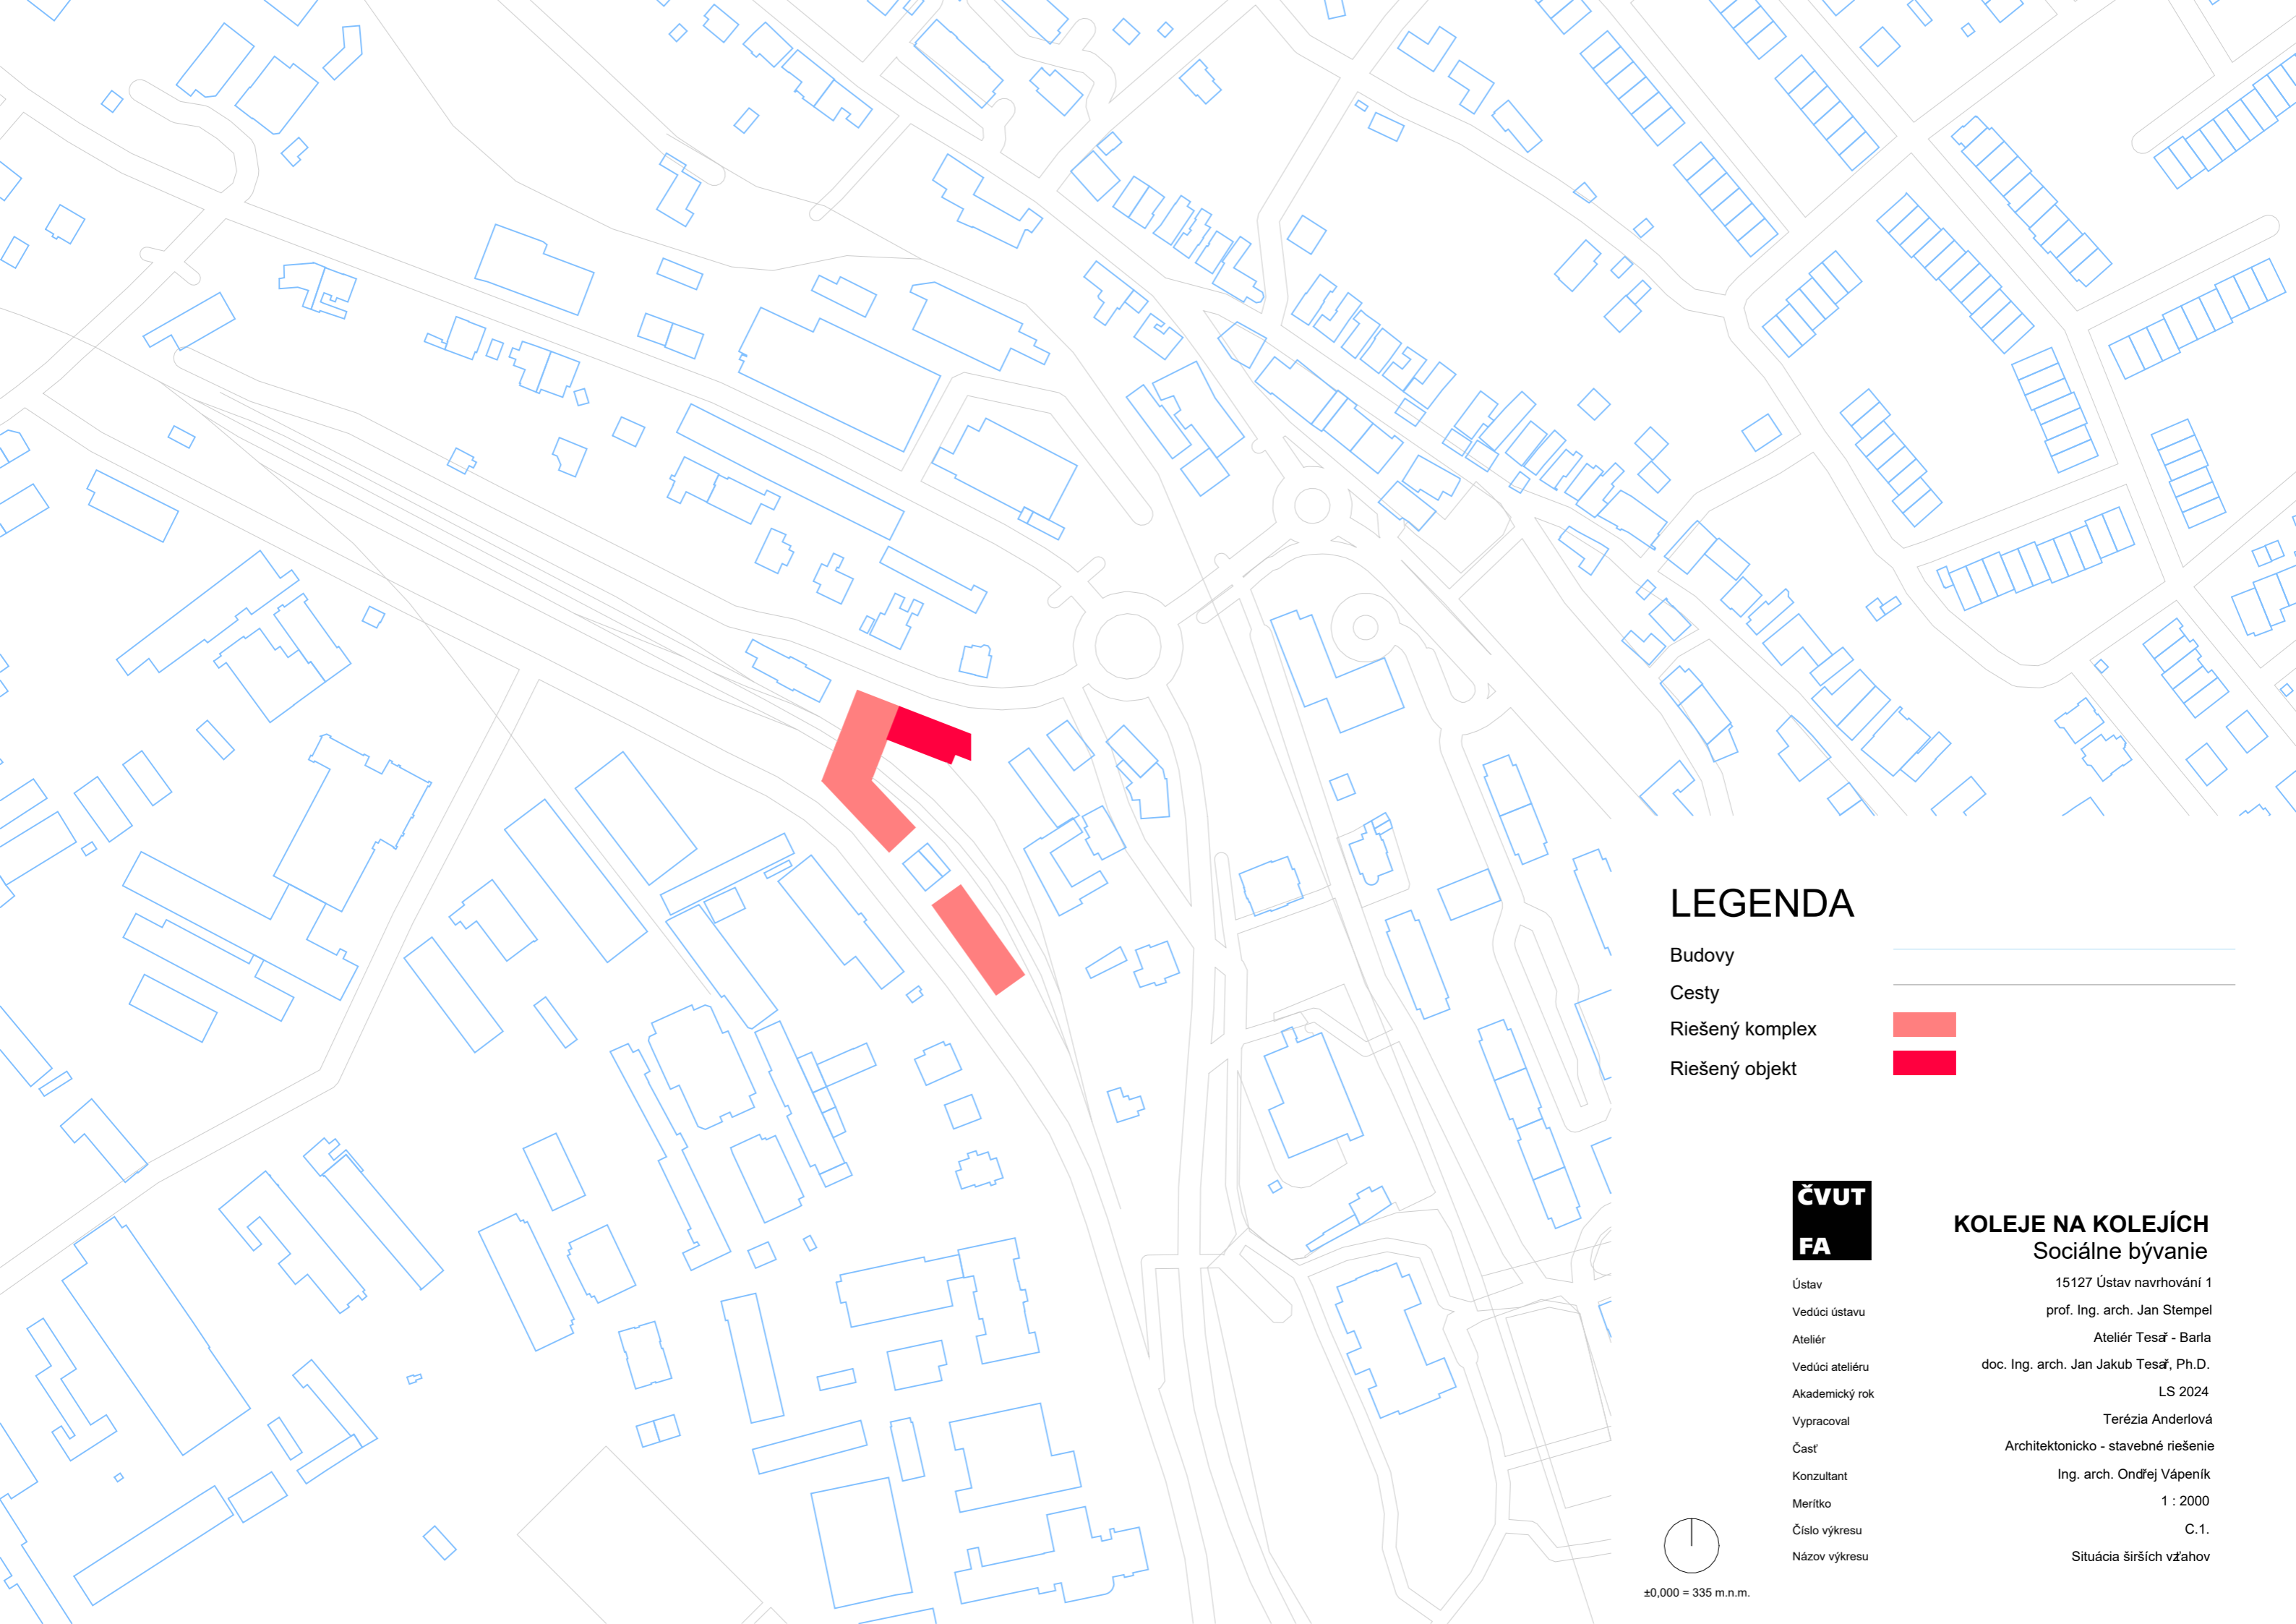 LEGENDA
Budovy
Cesty
Riešený komplex
Riešený objekt
ČVUT
FA
KOLEJE NA KOLEJÍCH
Sociálne bývanie
Ústav 15127 Ústav navrhování 1
Vedúci ústavu prof. Ing. arch. Jan Stempel
Ateliér Ateliér Tesař - Barla
Vedúci ateliéru doc. Ing. arch. Jan Jakub Tesař, Ph.D.
Akademický rok LS 2024
Vypracoval Terézia Anderlová
Časť Architektonicko - stavebné riešenie
Konzultant Ing. arch. Ondřej Vápeník
Merítko 1 : 2000
Číslo výkresu C.1.
Názov výkresu Situácia širších vzťahov
±0,000 = 335 m.n.m.